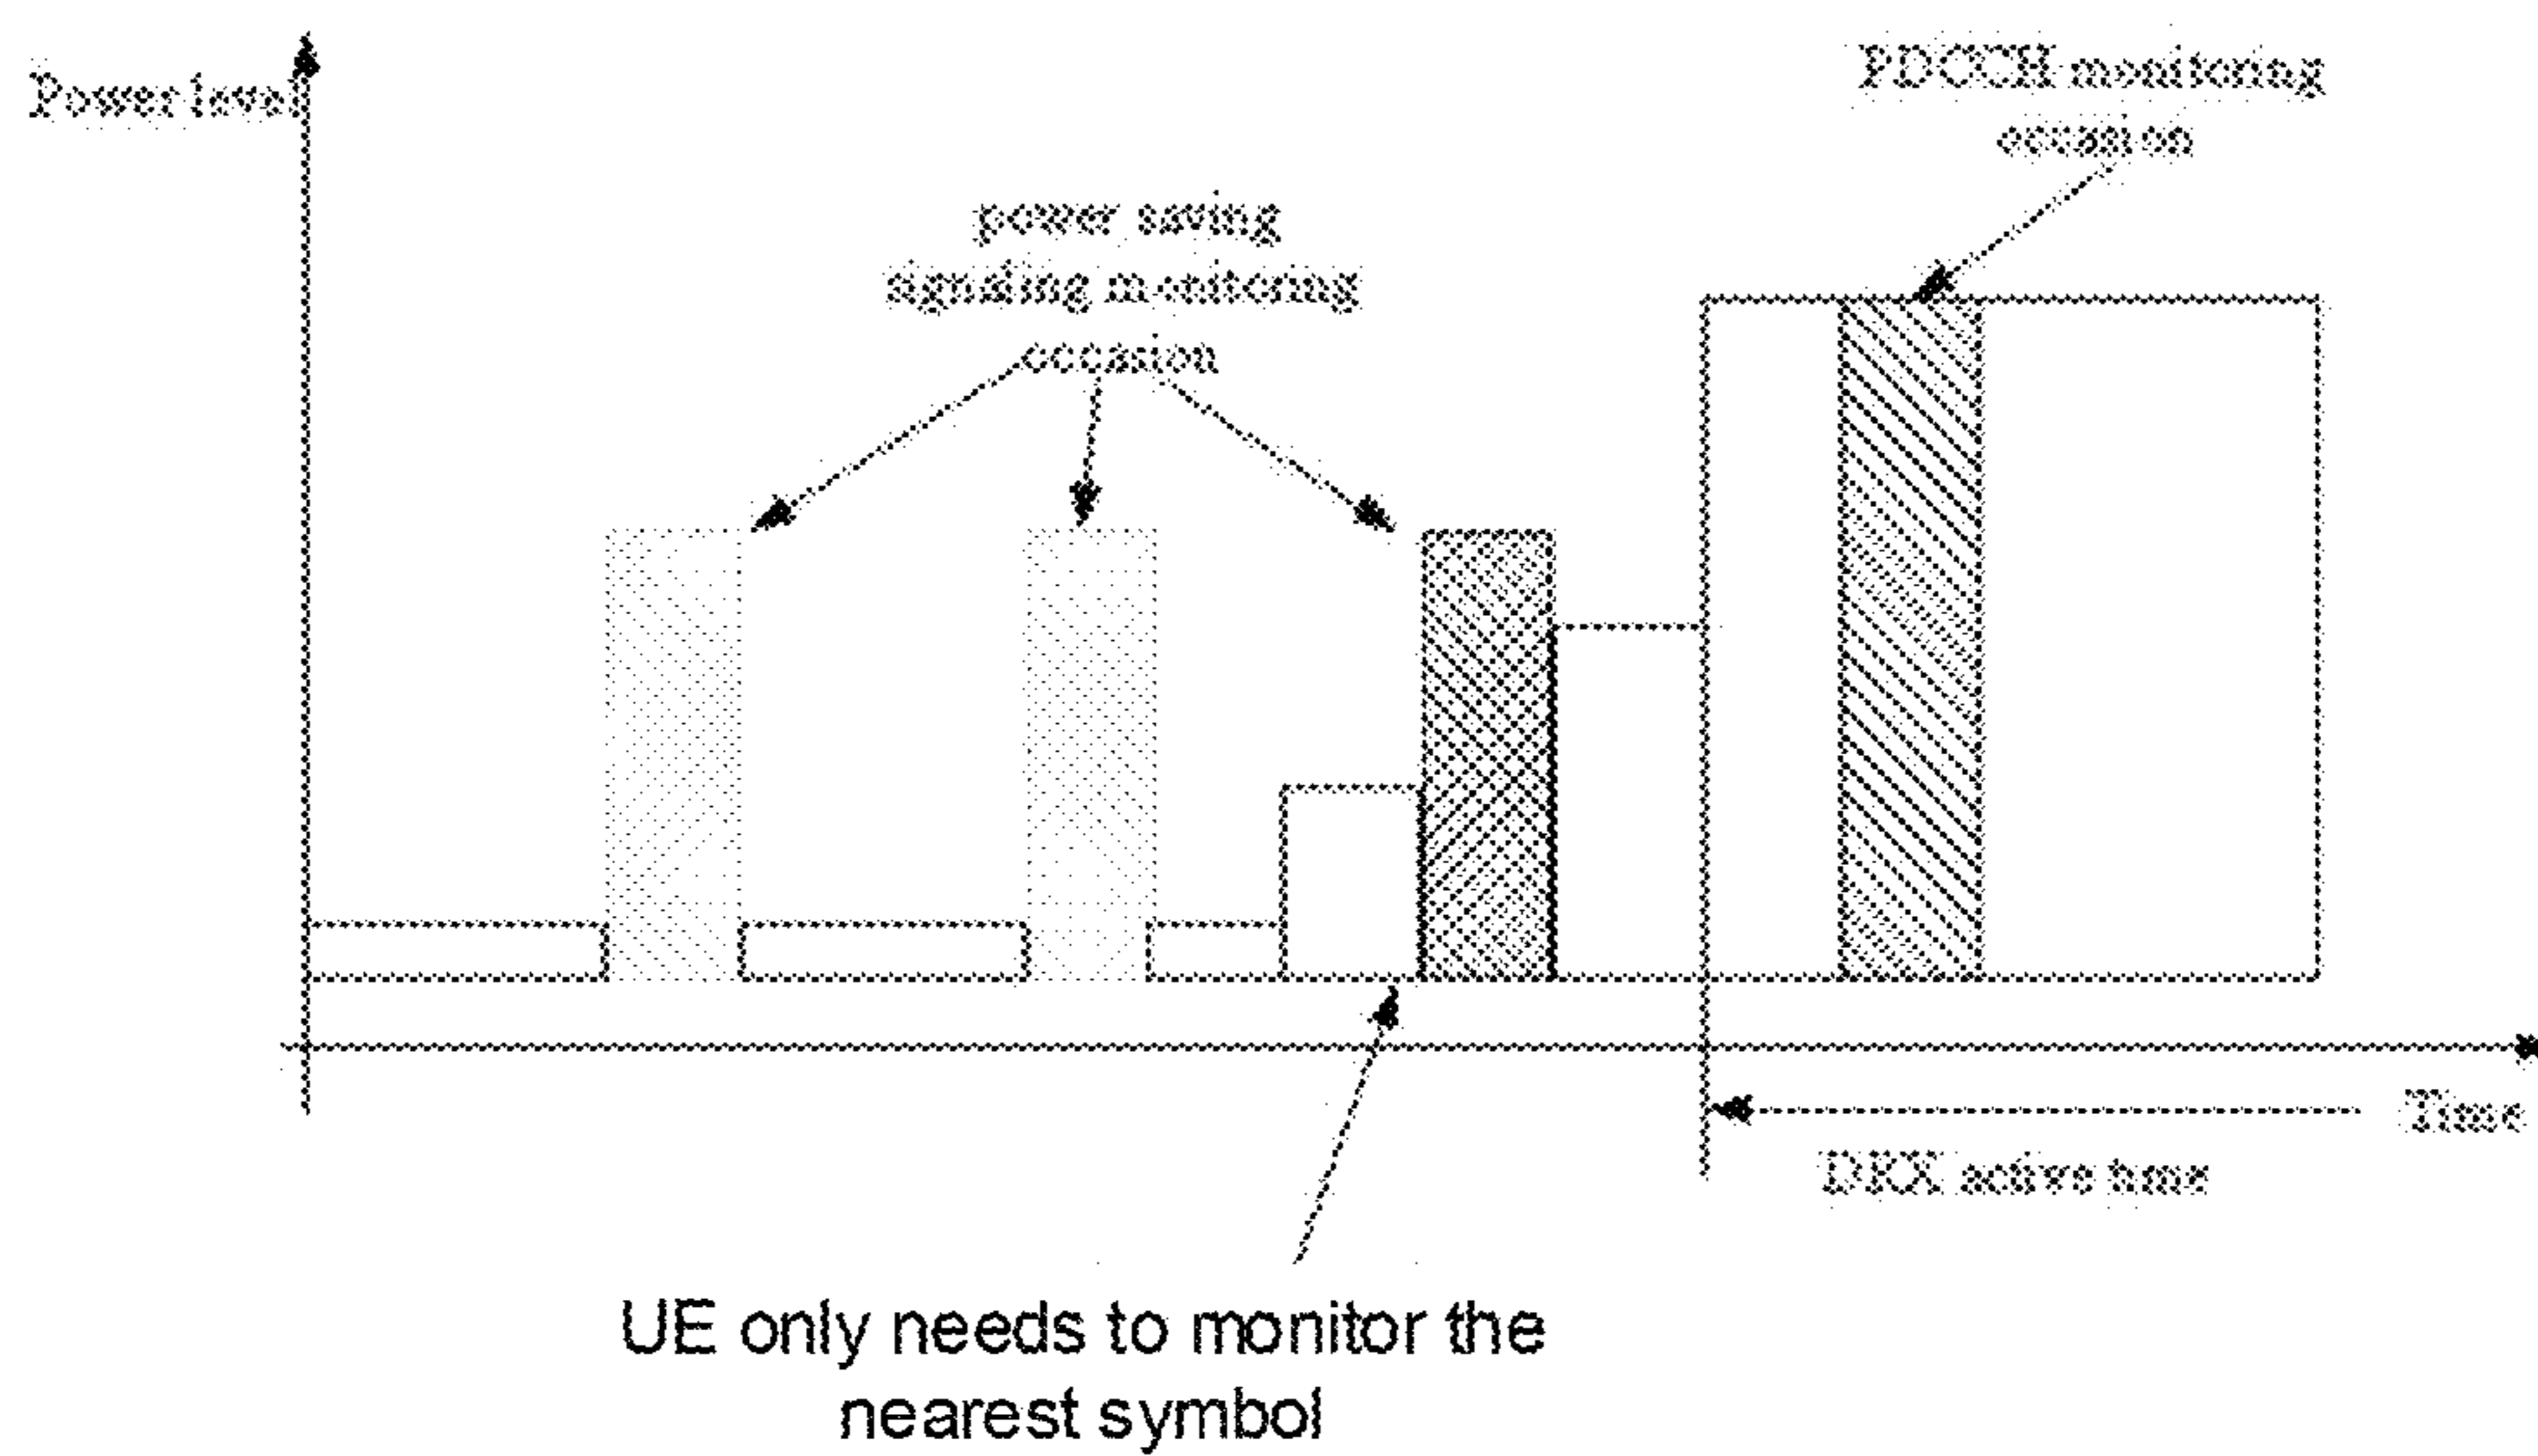 Power level
PDCCH monitoring
occasion
power saving
signaling monitoring
occasion
Time
DRX active time
UE only needs to monitor the
nearest symbol